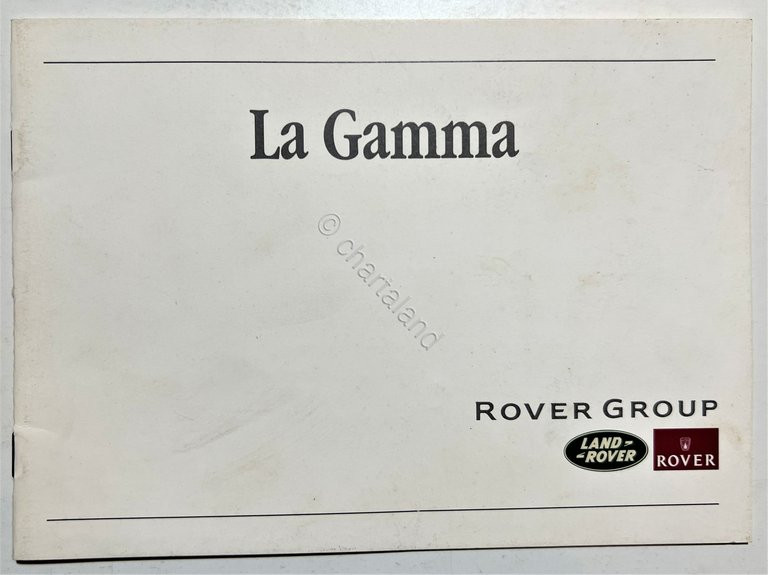 La Gamma
© chartaland
ROVER GROUP
LAND-
-ROVER
ROVER